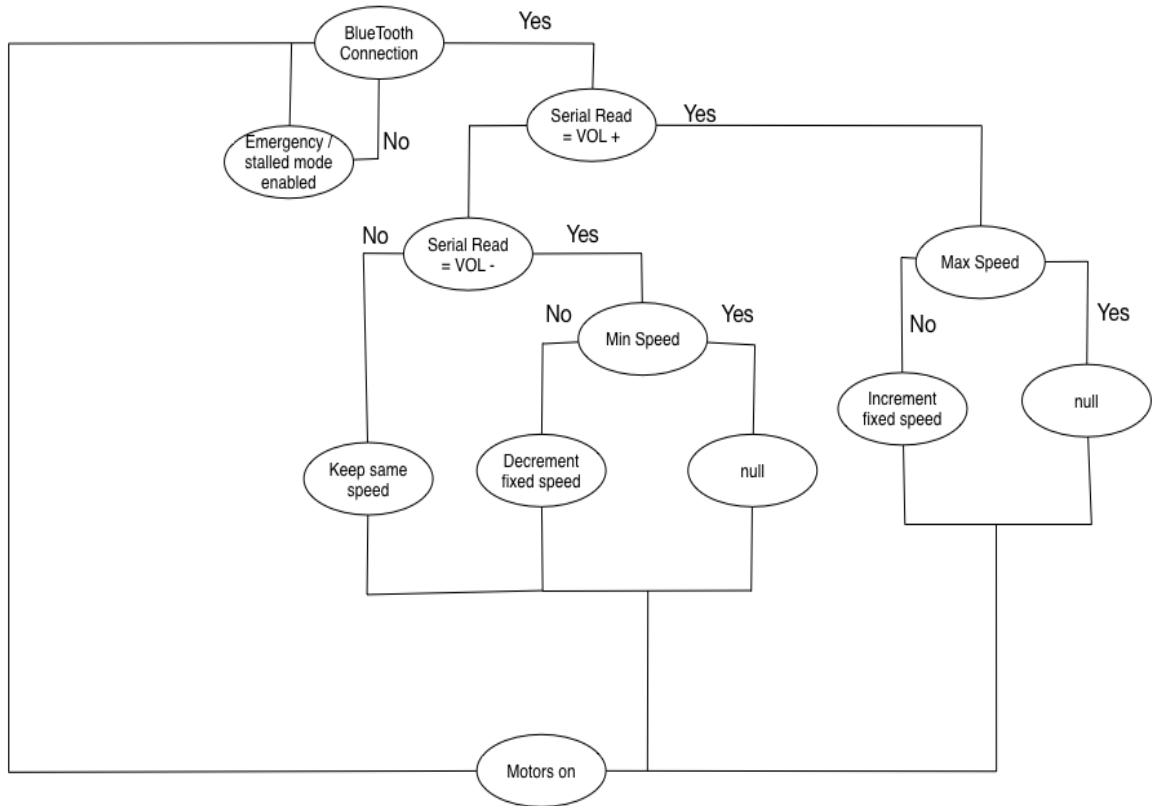 Yes
BlueTooth
Connection
Serial Read
= VOL +
Yes
Emergency /
stalled mode
enabled
No
No
Serial Read
= VOL -
Yes
Max Speed
No
Min Speed
Yes
No
Yes
Increment
fixed speed
null
Keep same
speed
Decrement
fixed speed
null
Motors on